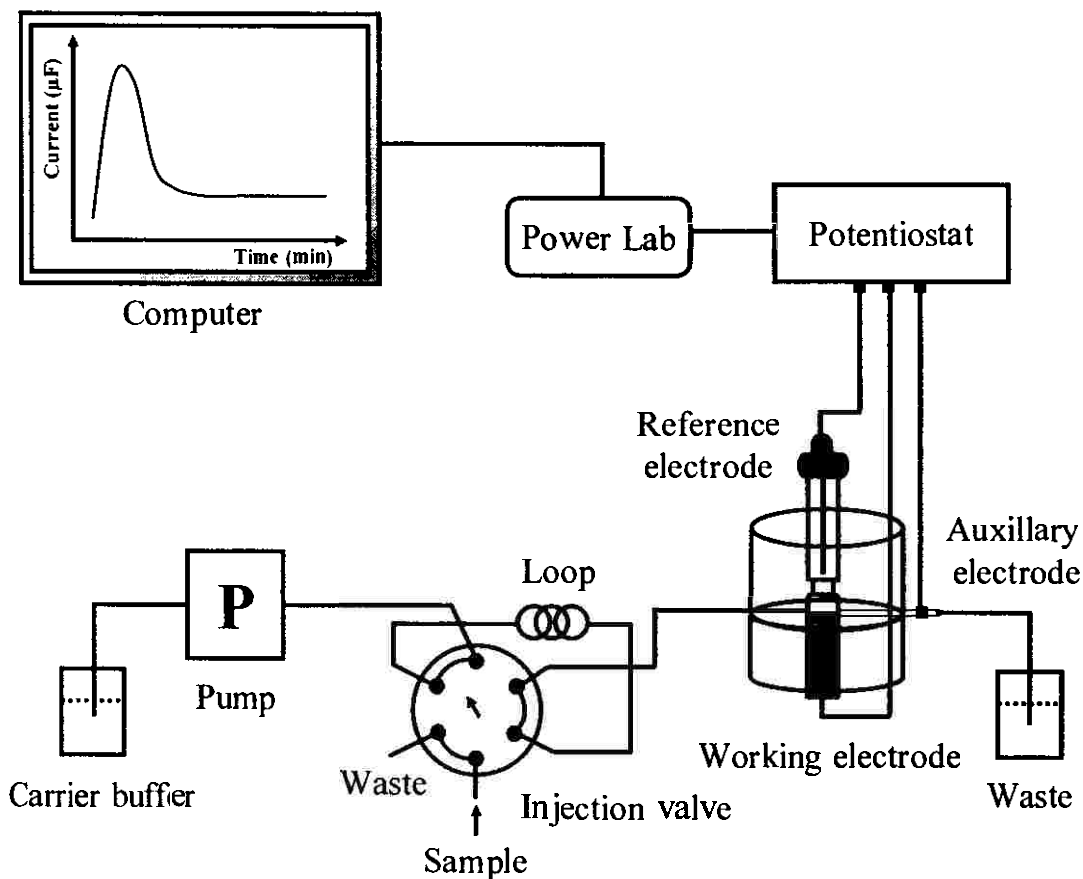 Current (μF)
Time (min)
Computer
Power Lab
Potentiostat
Reference
electrode
Auxillary
electrode
Loop
P
Pump
Carrier buffer
Waste
Injection valve
Sample
Working electrode
Waste